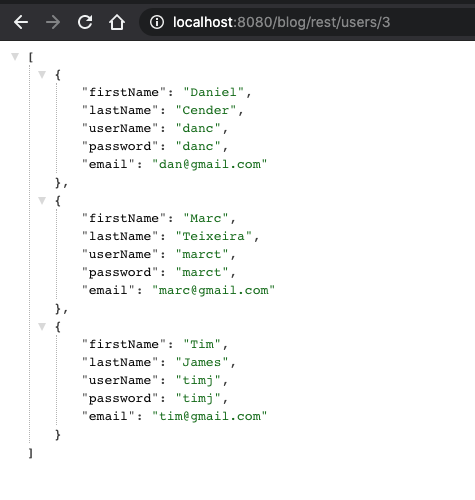 localhost:8080/blog/rest/users/3
[
{
"firstName": "Daniel",
"lastName": "Cender",
"userName": "danc",
"password": "danc",
"email": "dan@gmail.com"
},
{
"firstName": "Marc",
"lastName": "Teixeira",
"userName": "marct",
"password": "marct",
"email": "marc@gmail.com"
},
{
"firstName": "Tim",
"lastName": "James",
"userName": "timj",
"password": "timj",
"email": "tim@gmail.com"
}
]